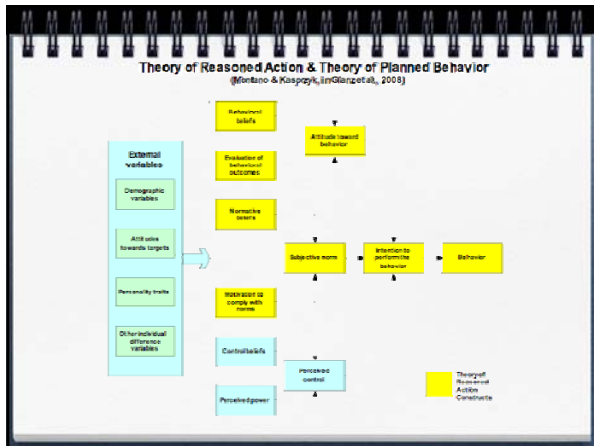 Theory of Reasoned Action & Theory of Planned Behavior
(Montano & Kasprzyk, in Glanz et al., 2008)
External
variables
Demographic
variables
Attitudes
towards targets
Personality traits
Other individual
difference
variables
Behavioral
beliefs
Evaluation of
behavioral
outcomes
Normative
beliefs
Motivation to
comply with
norms
Control beliefs
Perceived power
Attitude toward
behavior
Subjective norm
Perceived
control
Intention to
perform the
behavior
Behavior
Theory of
Reasoned
Action
Constructs